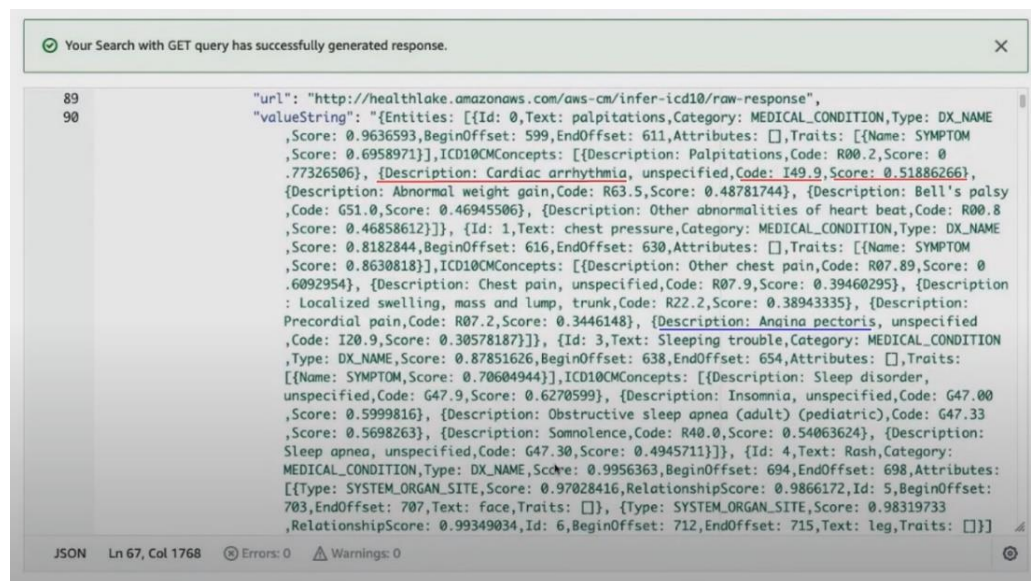 Your Search with GET query has successfully generated response.
89 "url": "http://healthlake.amazonaws.com/aws-cm/infer-icd10/raw-response",
90 "valueString": "{Entities: [{Id: 0,Text: palpitations,Category: MEDICAL_CONDITION,Type: DX_NAME
,Score: 0.9636593,BeginOffset: 599,EndOffset: 611,Attributes: [],Traits: [{Name: SYMPTOM
,Score: 0.6958971}],ICD10CMConcepts: [{Description: Palpitations,Code: R00.2,Score: 0
.77326506}, {Description: Cardiac arrhythmia, unspecified,Code: I49.9,Score: 0.51886266},
{Description: Abnormal weight gain,Code: R63.5,Score: 0.48781744}, {Description: Bell's palsy
,Code: G51.0,Score: 0.46945506}, {Description: Other abnormalities of heart beat,Code: R00.8
,Score: 0.46858612}]}, {Id: 1,Text: chest pressure,Category: MEDICAL_CONDITION,Type: DX_NAME
,Score: 0.8182844,BeginOffset: 616,EndOffset: 630,Attributes: [],Traits: [{Name: SYMPTOM
,Score: 0.8630818}],ICD10CMConcepts: [{Description: Other chest pain,Code: R07.89,Score: 0
.6092954}, {Description: Chest pain, unspecified,Code: R07.9,Score: 0.39460295}, {Description
: Localized swelling, mass and lump, trunk,Code: R22.2,Score: 0.38943335}, {Description:
Precordial pain,Code: R07.2,Score: 0.3446148}, {Description: Angina pectoris, unspecified
,Code: I20.9,Score: 0.30578187}]}, {Id: 3,Text: Sleeping trouble,Category: MEDICAL_CONDITION
,Type: DX_NAME,Score: 0.87851626,BeginOffset: 638,EndOffset: 654,Attributes: [],Traits:
[{Name: SYMPTOM,Score: 0.70604944}],ICD10CMConcepts: [{Description: Sleep disorder,
unspecified,Code: G47.9,Score: 0.6270599}, {Description: Insomnia, unspecified,Code: G47.00
,Score: 0.5999816}, {Description: Obstructive sleep apnea (adult) (pediatric),Code: G47.33
,Score: 0.5698263}, {Description: Somnolence,Code: R40.0,Score: 0.54063624}, {Description:
Sleep apnea, unspecified,Code: G47.30,Score: 0.4945711}]}, {Id: 4,Text: Rash,Category:
MEDICAL_CONDITION,Type: DX_NAME,Score: 0.9956363,BeginOffset: 694,EndOffset: 698,Attributes:
[{Type: SYSTEM_ORGAN_SITE,Score: 0.97028416,RelationshipScore: 0.9866172,Id: 5,BeginOffset:
703,EndOffset: 707,Text: face,Traits: []}, {Type: SYSTEM_ORGAN_SITE,Score: 0.98319733
,RelationshipScore: 0.99349034,Id: 6,BeginOffset: 712,EndOffset: 715,Text: leg,Traits: []}]
JSON Ln 67, Col 1768 Errors: 0 Warnings: 0